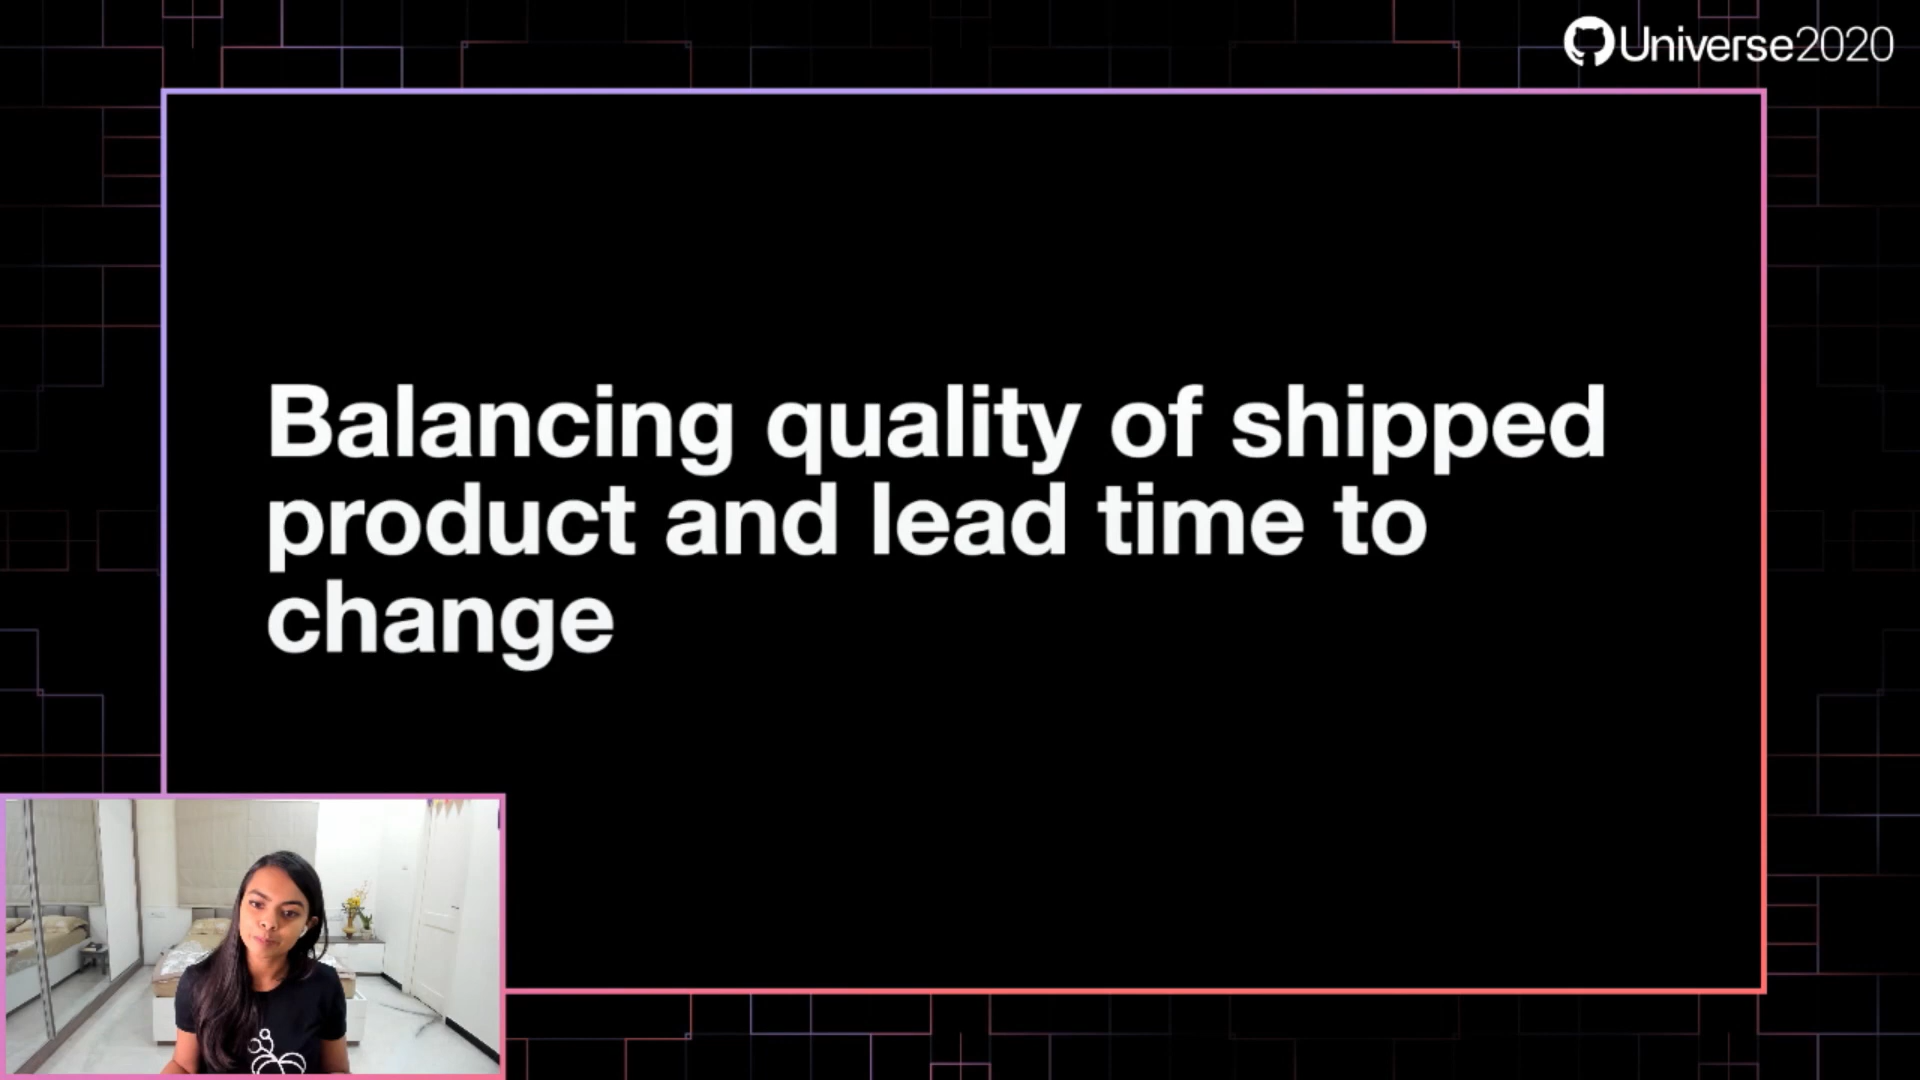 Universe2020
Balancing quality of shipped
product and lead time to
change